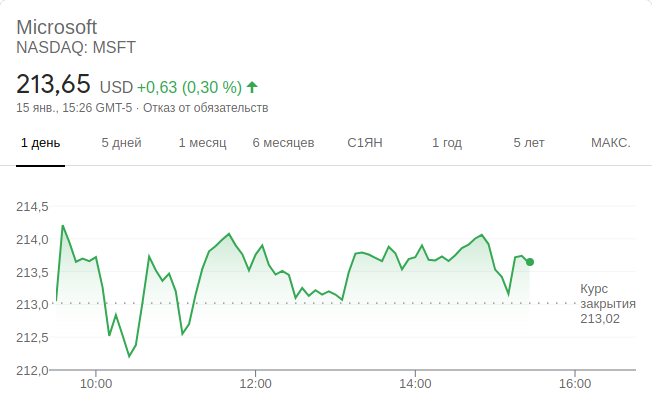 Microsoft
NASDAQ: MSFT
213,65 USD +0,63 (0,30 %)
15 янв., 15:26 GMT-5 · Отказ от обязательств
1 день 5 дней 1 месяц 6 месяцев С1ЯН 1 год 5 лет МАКС.
214,5
214,0
213,5
213,0
212,5
212,0
Курс
закрытия
213,02
10:00 12:00 14:00 16:00